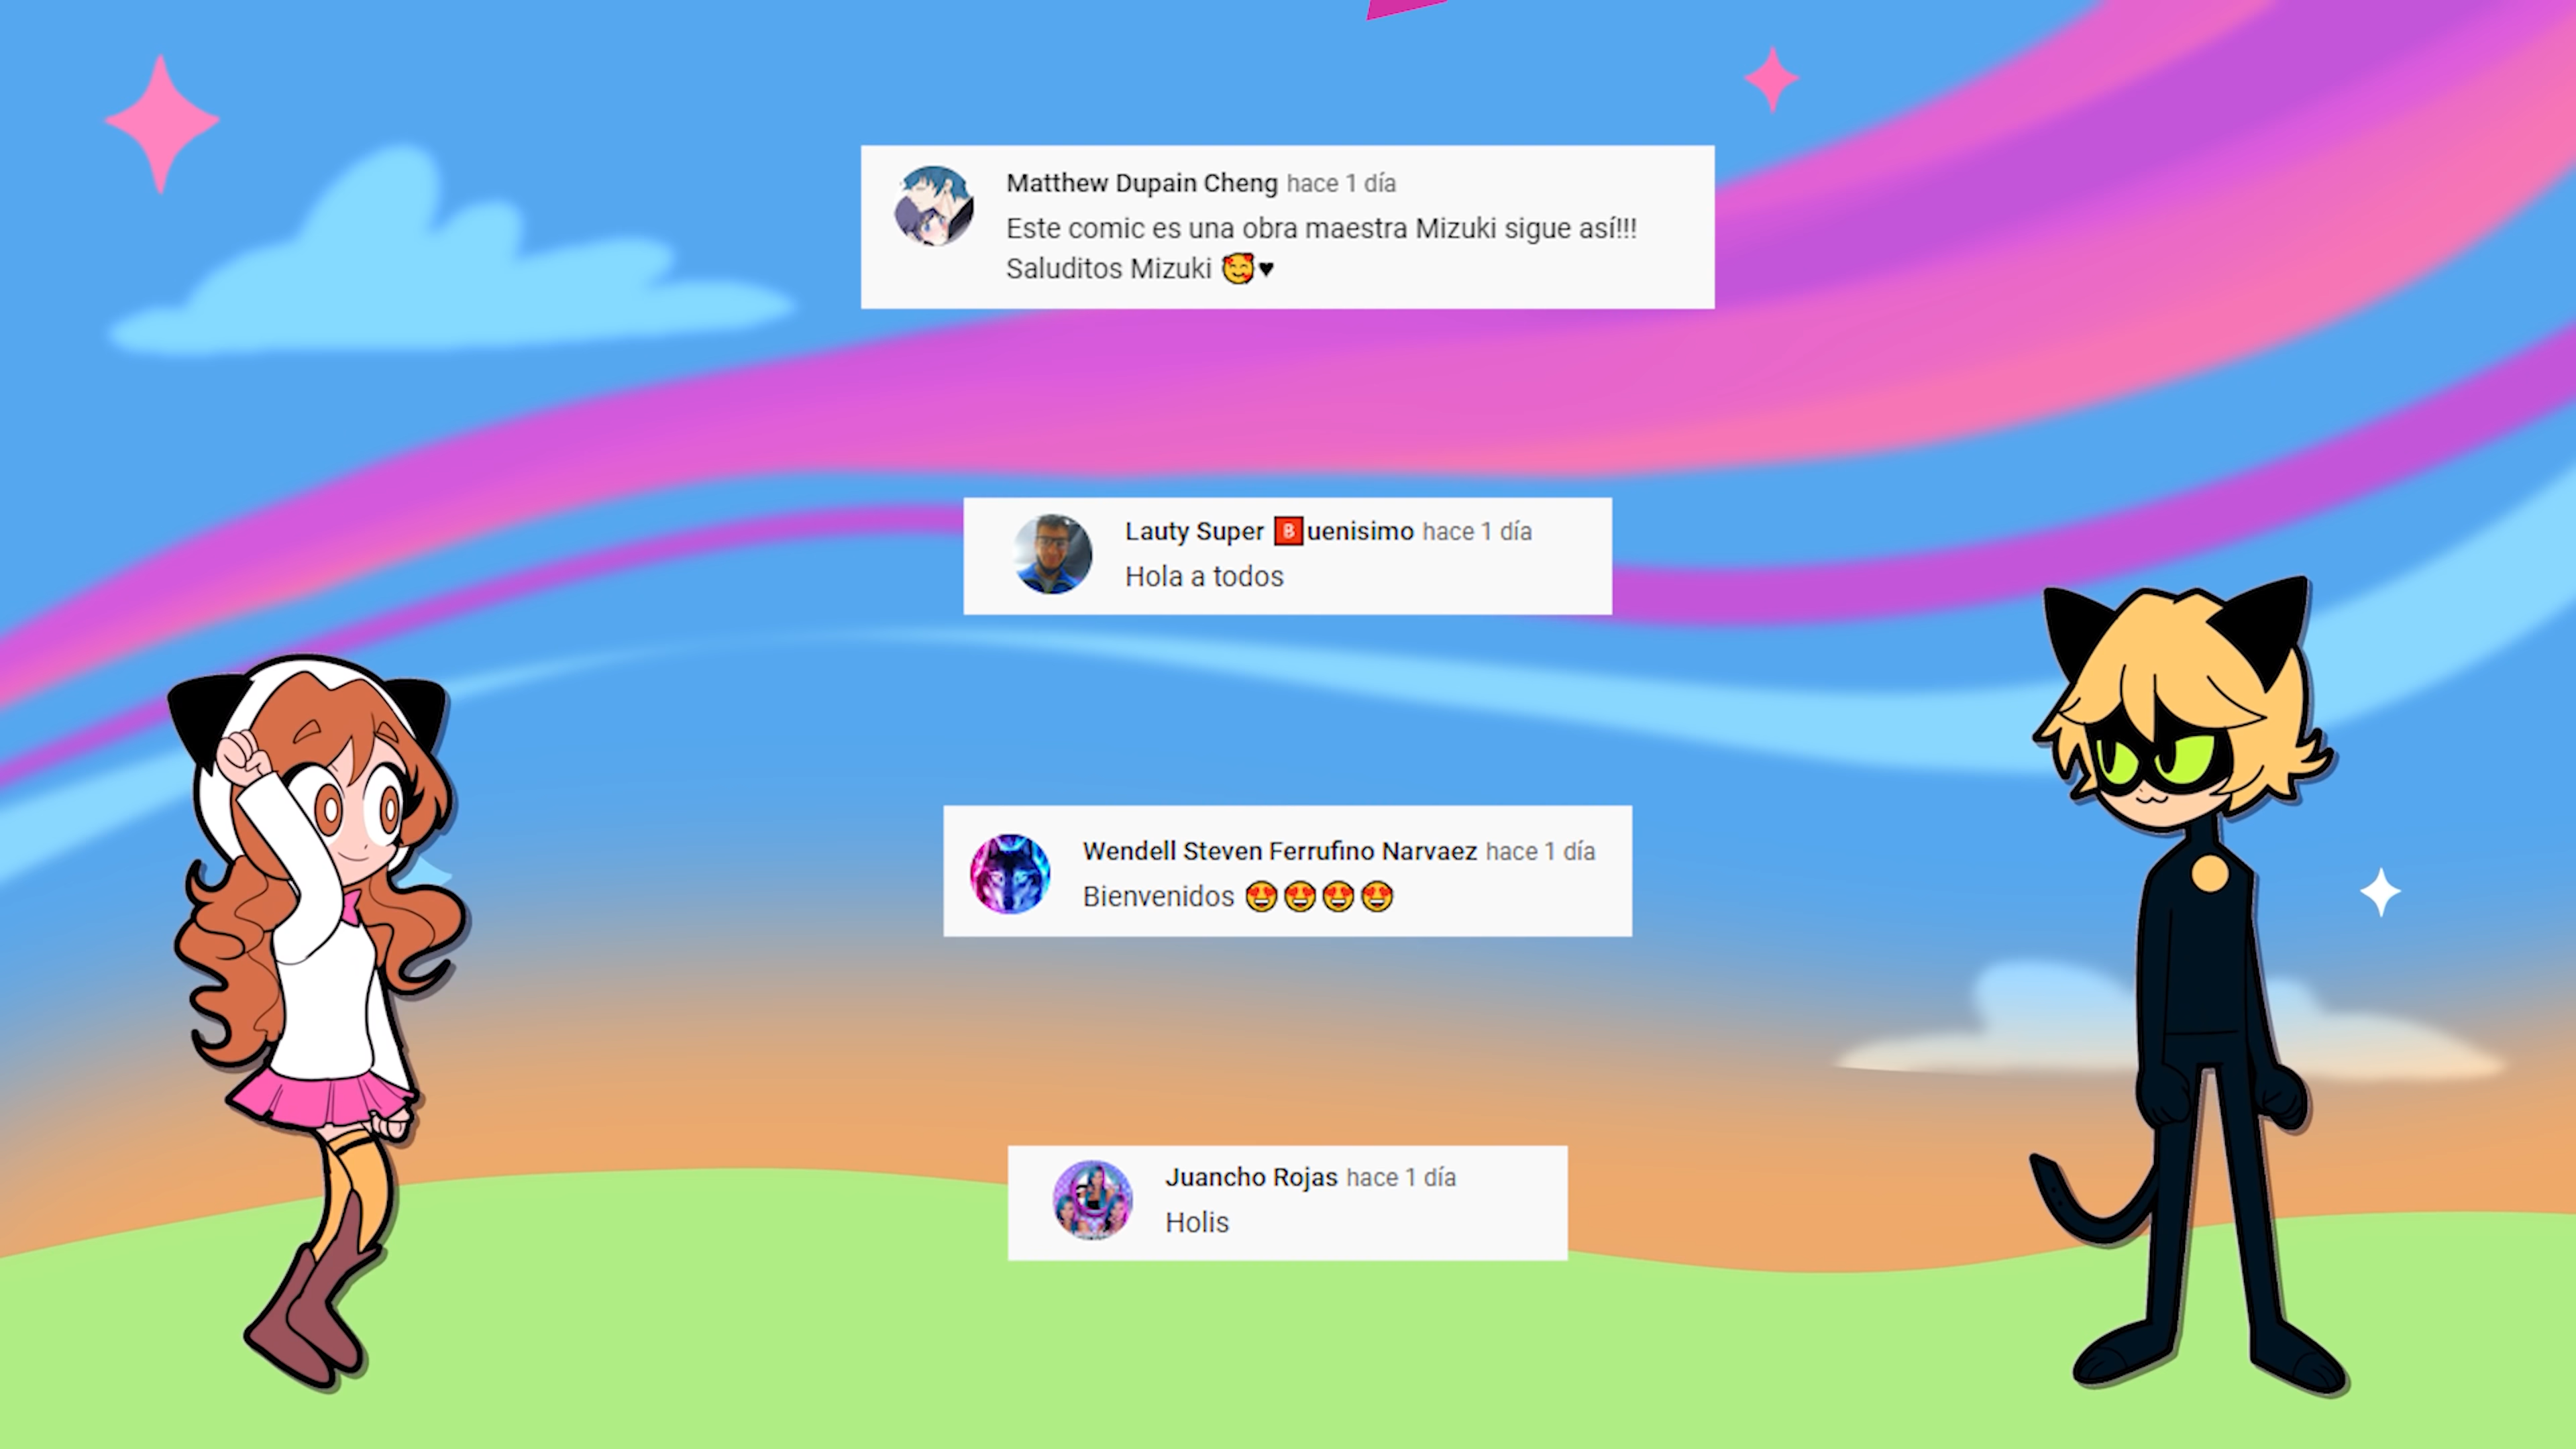 Matthew Dupain Cheng hace 1 día
Este comic es una obra maestra Mizuki sigue así!!!
Saluditos Mizuki 🥰♥
Lauty Super 🅱uenisimo hace 1 día
Hola a todos
Wendell Steven Ferrufino Narvaez hace 1 día
Bienvenidos 😍😍😍😍
Juancho Rojas hace 1 día
Holis